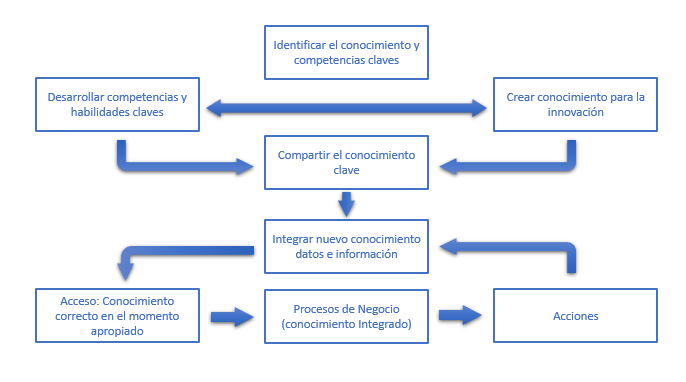 Identificar el conocimiento y
competencias claves
Desarrollar competencias y
habilidades claves
Crear conocimiento para la
innovación
Compartir el conocimiento
clave
Integrar nuevo conocimiento
datos e información
Acceso: Conocimiento
correcto en el momento
apropiado
Procesos de Negocio
(conocimiento Integrado)
Acciones